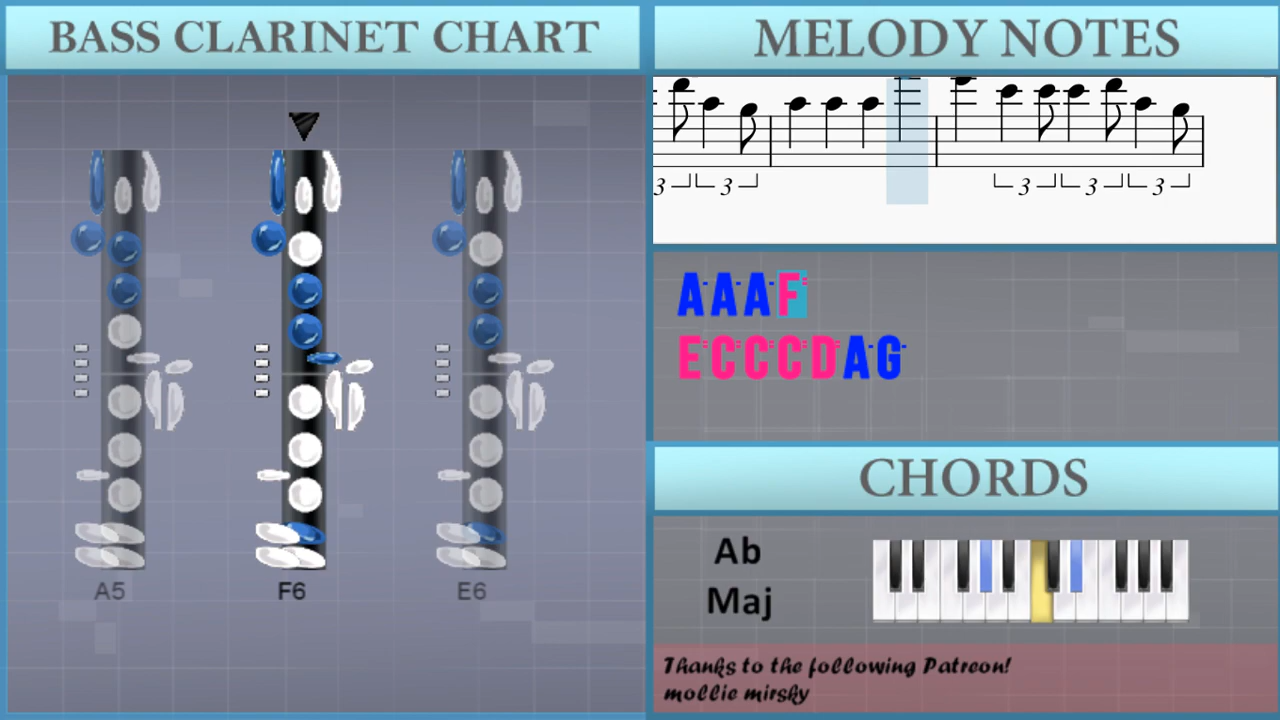 BASS CLARINET CHART
A5 F6 E6
MELODY NOTES
3 3 3 3 3
AAAF
ECCCDAG
CHORDS
Ab
Maj
Thanks to the following Patreon!
mollie mirsky